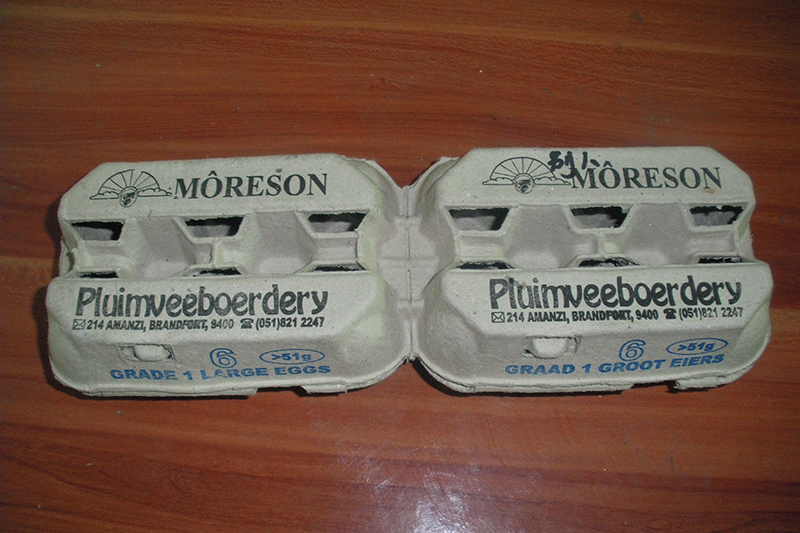 MÔRESON
Pluimveeboerdery
214 AMANZI, BRANDFORT, 9400 (051)821 2247
6 >51g
GRADE 1 LARGE EGGS
MÔRESON
Pluimveeboerdery
214 AMANZI, BRANDFORT, 9400 (051)821 2247
6 >51g
GRAAD 1 GROOT EIERS